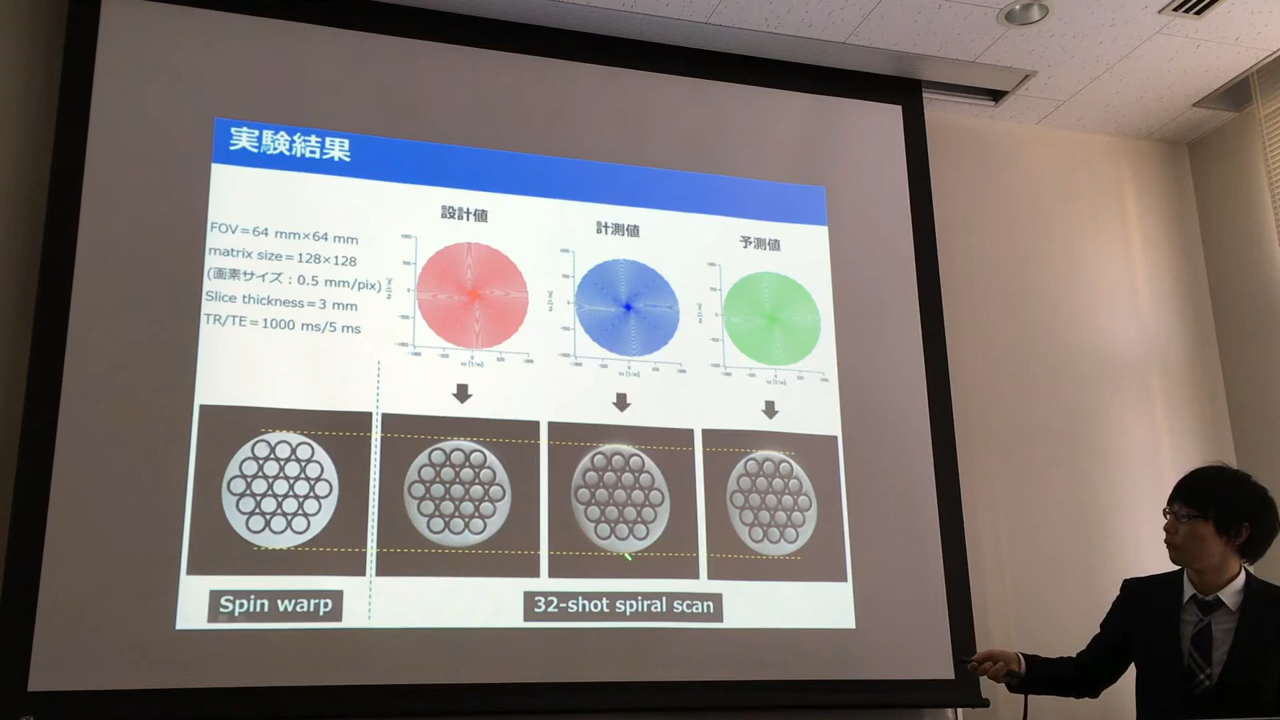 実験結果
FOV=64 mm×64 mm
matrix size=128×128
(画素サイズ:0.5 mm/pix)
Slice thickness=3 mm
TR/TE=1000 ms/5 ms
設計値
計測値
予測値
Spin warp
32-shot spiral scan